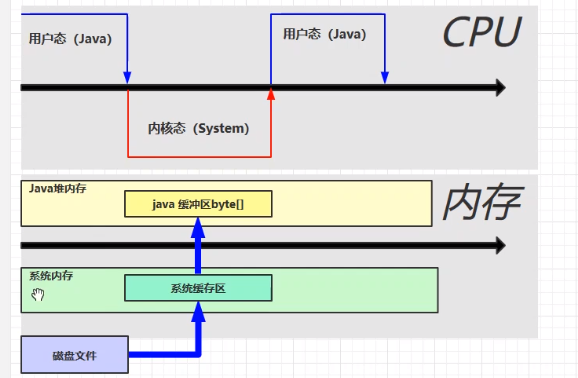 CPU
用户态（Java）
用户态（Java）
内核态（System）
内存
Java堆内存
java 缓冲区byte[]
系统内存
系统缓存区
磁盘文件